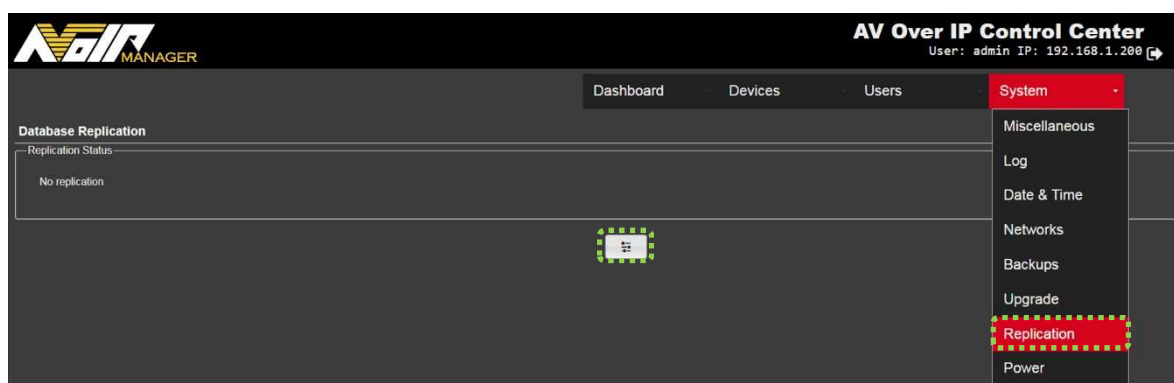 AVoIP MANAGER
AV Over IP Control Center
User: admin IP: 192.168.1.200
Dashboard Devices Users System
Database Replication
Replication Status
No replication
Miscellaneous
Log
Date & Time
Networks
Backups
Upgrade
Replication
Power